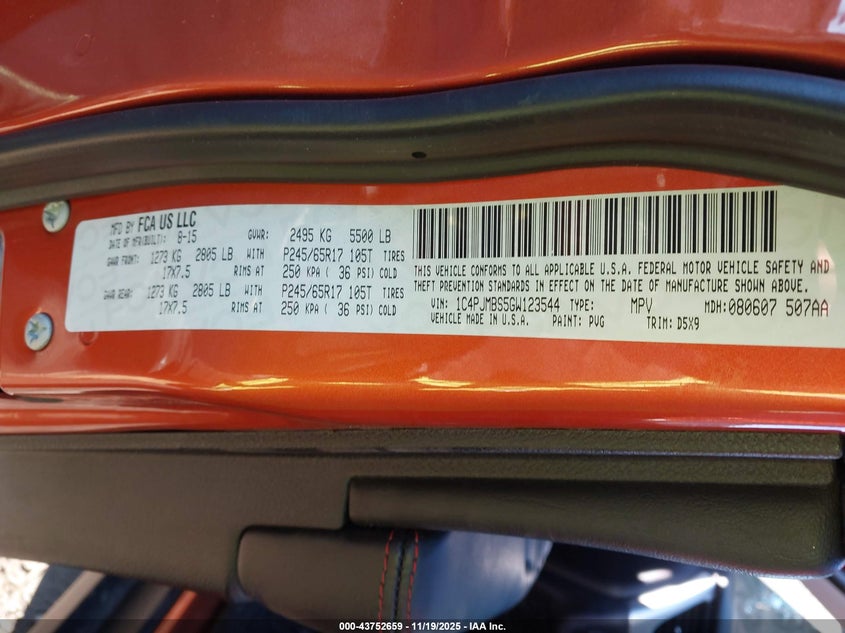 MFD BY FCA US LLC
DATE OF MFR(BUILT): 8-15 GVWR: 2495 KG 5500 LB
GAWR FRONT: 1273 KG 2805 LB WITH P245/65R17 105T TIRES
17X7.5 RIMS AT 250 KPA ( 36 PSI) COLD
GAWR REAR: 1273 KG 2805 LB WITH P245/65R17 105T TIRES
17X7.5 RIMS AT 250 KPA ( 36 PSI) COLD
THIS VEHICLE CONFORMS TO ALL APPLICABLE U.S.A. FEDERAL MOTOR VEHICLE SAFETY AND
THEFT PREVENTION STANDARDS IN EFFECT ON THE DATE OF MANUFACTURE SHOWN ABOVE.
VIN: 1C4PJMBS5GW123544 TYPE: MPV MDH: 080607 507AA
VEHICLE MADE IN U.S.A. PAINT: PVG TRIM: D5X9
000-43752659 - 11/19/2025 - IAA Inc.